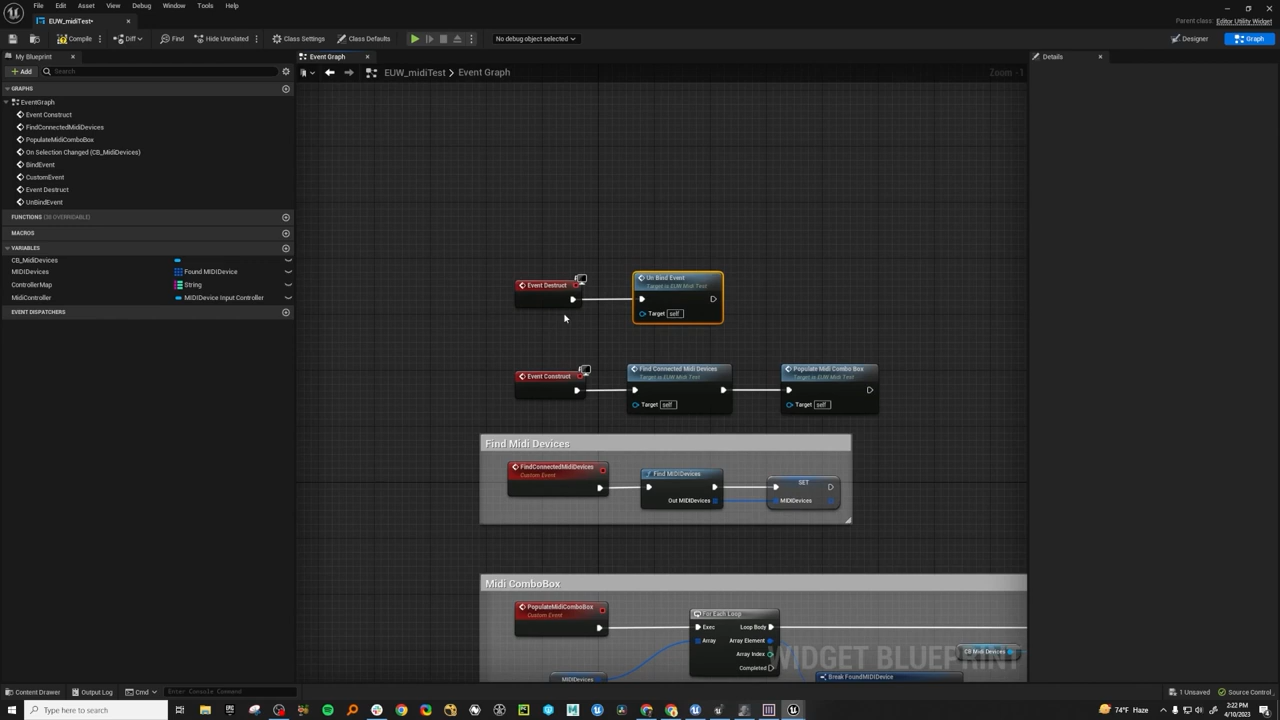 File Edit Asset View Debug Window Tools Help
EUW_midiTest*
Parent class: Editor Utility Widget
Compile Diff Find Hide Unrelated Class Settings Class Defaults No debug object selected Designer Graph
My Blueprint Event Graph Details
Add Search EUW_midiTest > Event Graph Zoom -1
GRAPHS
EventGraph
Event Construct
FindConnectedMidiDevices
PopulateMidiComboBox
On Selection Changed (CB_MidiDevices)
BindEvent
CustomEvent
Event Destruct
UnBindEvent
FUNCTIONS (20 OVERRIDABLE)
MACROS
VARIABLES
CB_MidiDevices
MIDIDevices Found MIDIDevice
ControllerMap String
MidiController MIDIDevice Input Controller
EVENT DISPATCHERS
Event Destruct
Un Bind Event
Target is EUW Midi Test
Target self
Event Construct
Find Connected Midi Devices
Target is EUW Midi Test
Target self
Populate Midi Combo Box
Target is EUW Midi Test
Target self
Find Midi Devices
FindConnectedMidiDevices
Custom Event
Find MIDIDevices
Out MIDIDevices
SET
MIDIDevices
Midi ComboBox
PopulateMidiComboBox
Custom Event
For Each Loop
Exec Loop Body
Array Array Element
Array Index
Completed
CB Midi Devices
MIDIDevices
Break FoundMIDIDevice
WIDGET BLUEPRINT
Content Drawer Output Log Cmd Enter Console Command 1 Unsaved Source Control
Type here to search
74°F Haze
2:22 PM
4/10/2023